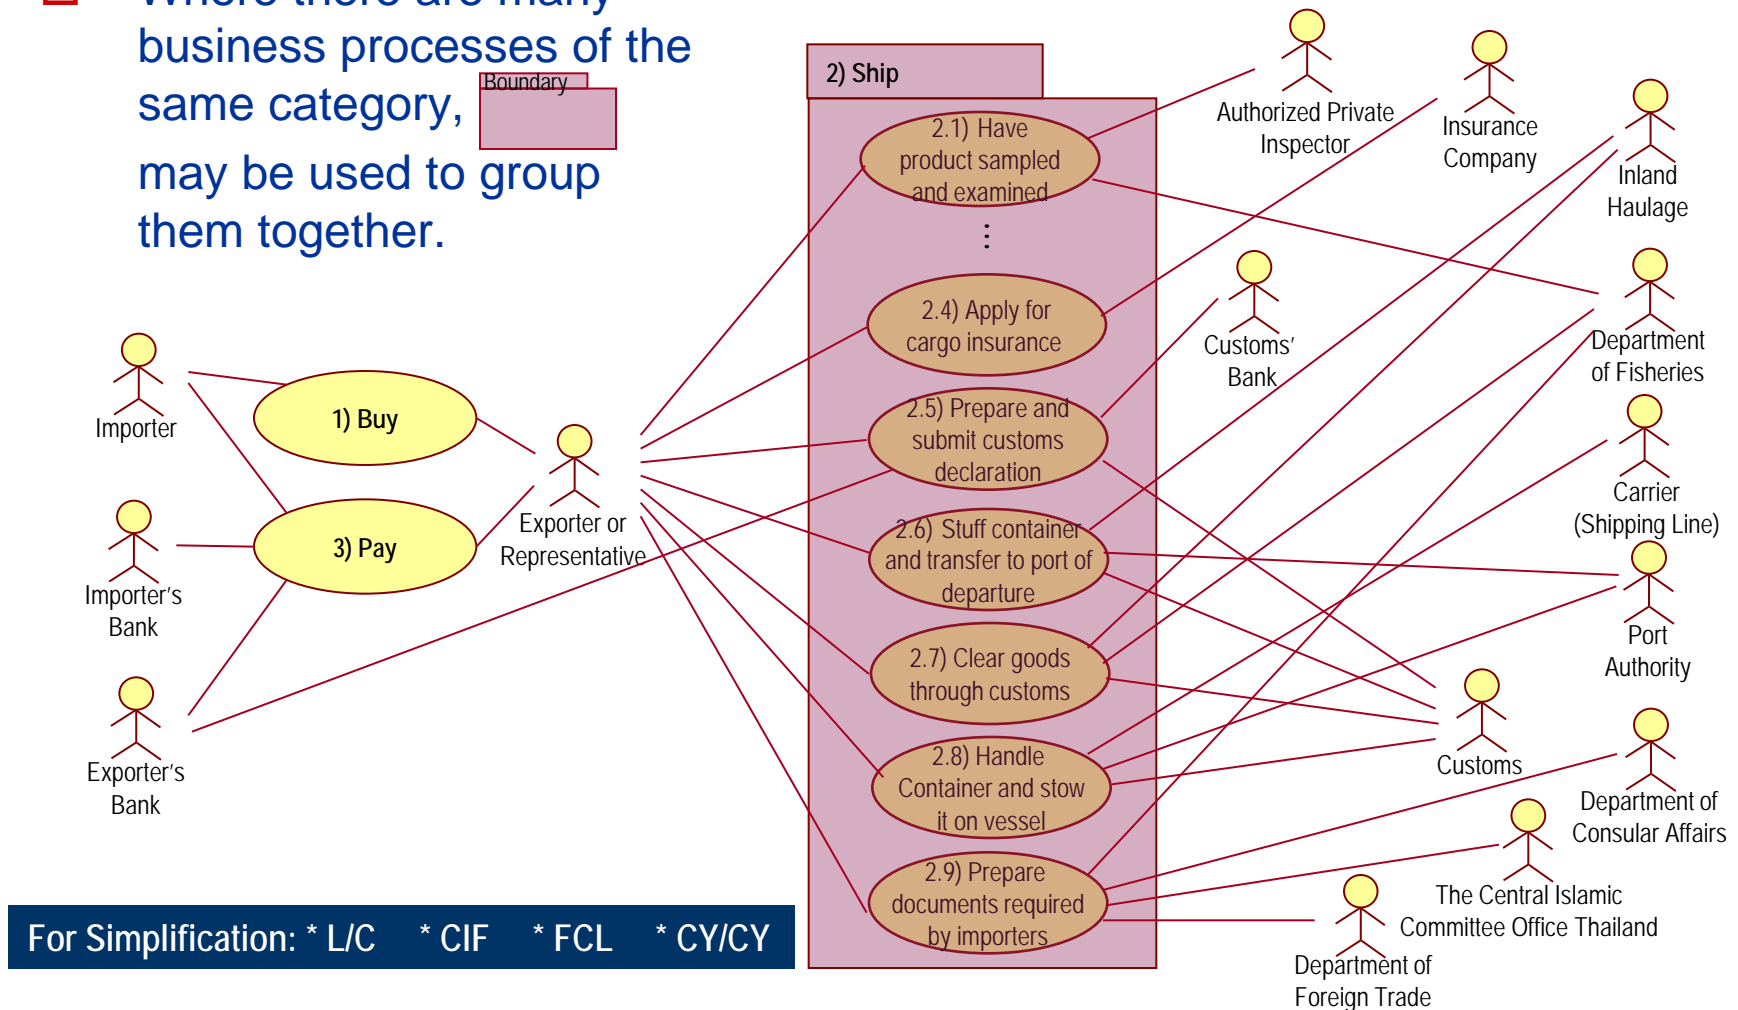 Where there are many
business processes of the
same category,
Boundary
may be used to group
them together.
2) Ship
2.1) Have
product sampled
and examined
⋮
2.4) Apply for
cargo insurance
2.5) Prepare and
submit customs
declaration
2.6) Stuff container
and transfer to port of
departure
2.7) Clear goods
through customs
2.8) Handle
Container and stow
it on vessel
2.9) Prepare
documents required
by importers
Importer
1) Buy
3) Pay
Importer's
Bank
Exporter's
Bank
Exporter or
Representative
Authorized Private
Inspector
Insurance
Company
Inland
Haulage
Customs'
Bank
Department
of Fisheries
Carrier
(Shipping Line)
Port
Authority
Customs
Department of
Consular Affairs
The Central Islamic
Committee Office Thailand
Department of
Foreign Trade
For Simplification: * L/C * CIF * FCL * CY/CY